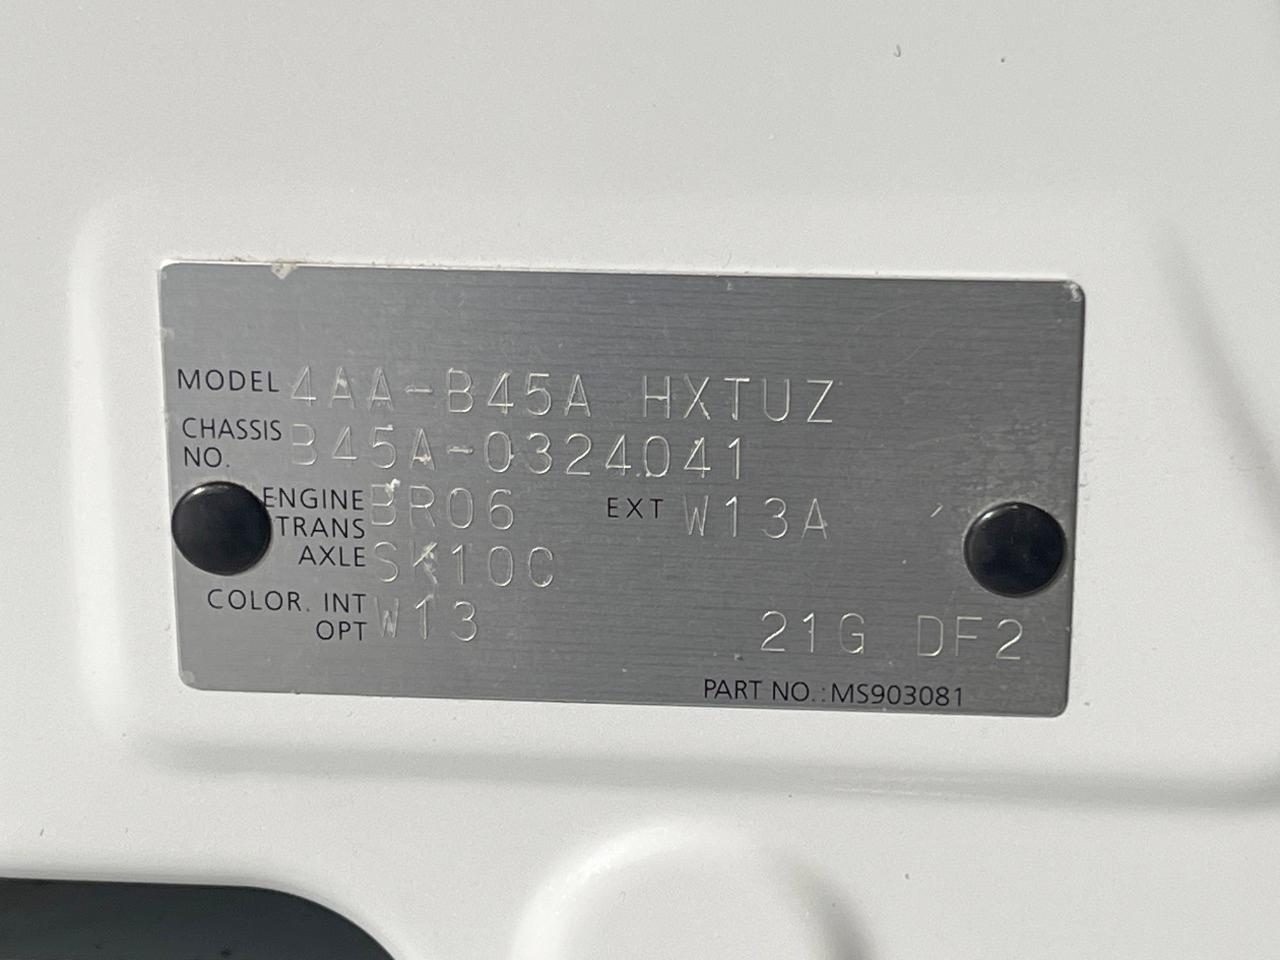 MODEL 4AA-B45A HXTUZ
CHASSIS NO. B45A-0324041
ENGINE BR06 EXT W13A
TRANS AXLE SK10C
COLOR. INT W13
OPT 21G DF2
PART NO.: MS903081